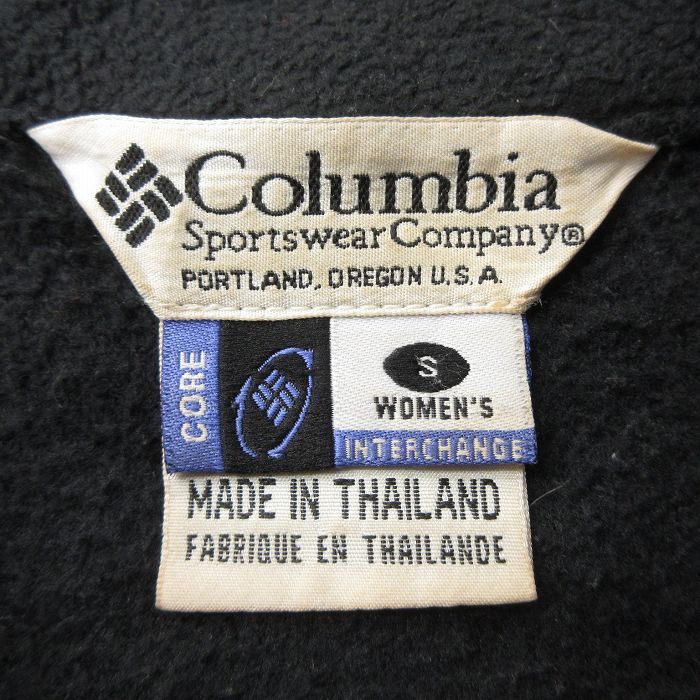 Columbia
Sportswear Company®
PORTLAND, OREGON U.S.A.
CORE
S
WOMEN'S
INTERCHANGE
MADE IN THAILAND
FABRIQUE EN THAILANDE